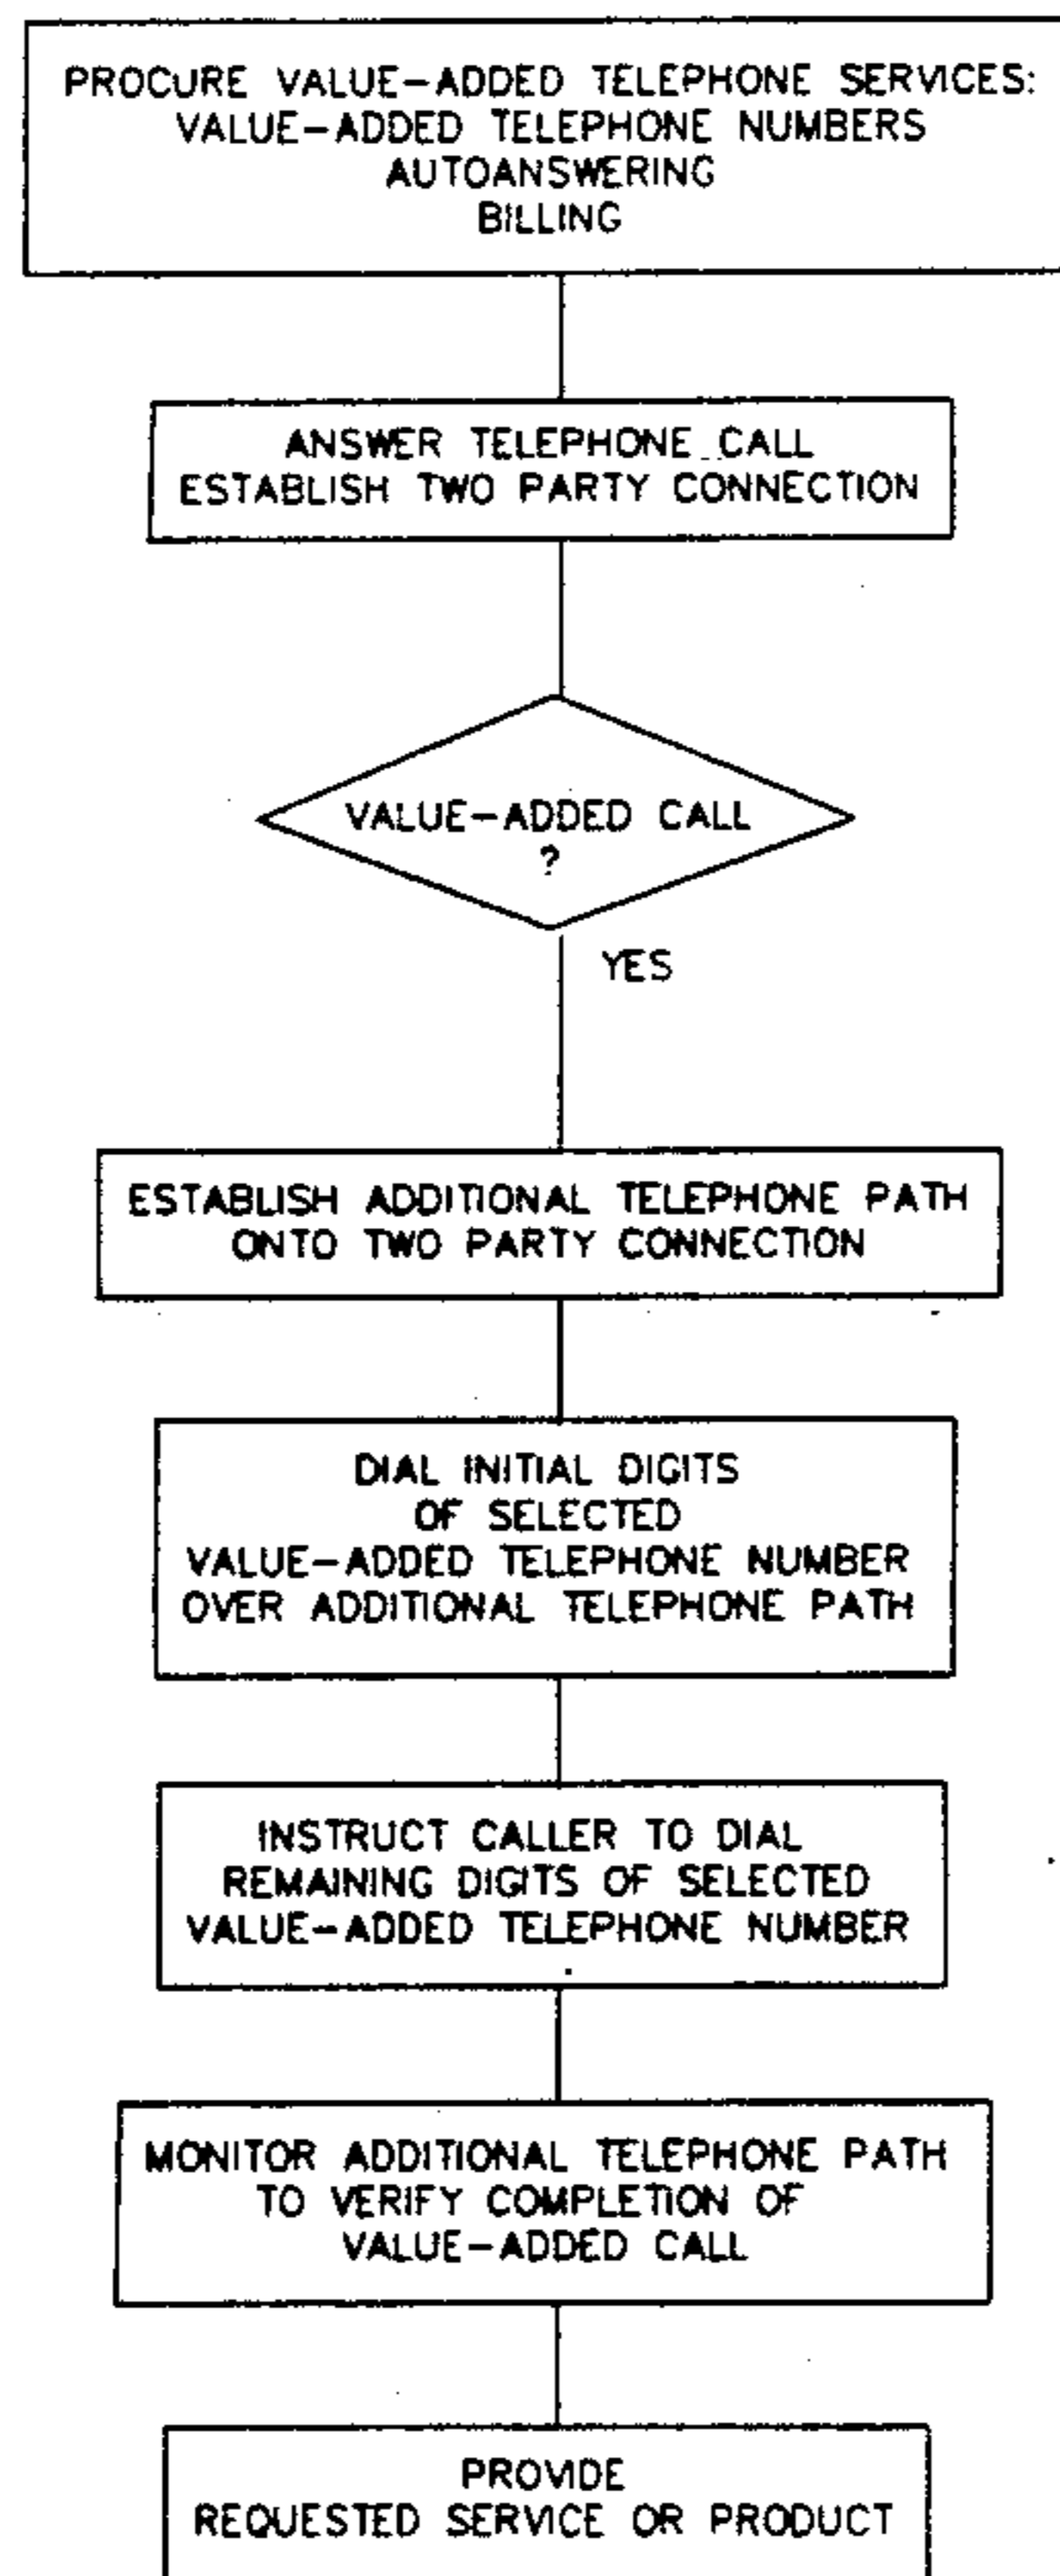 PROCURE VALUE-ADDED TELEPHONE SERVICES:
VALUE-ADDED TELEPHONE NUMBERS
AUTOANSWERING
BILLING
ANSWER TELEPHONE CALL
ESTABLISH TWO PARTY CONNECTION
VALUE-ADDED CALL
?
YES
ESTABLISH ADDITIONAL TELEPHONE PATH
ONTO TWO PARTY CONNECTION
DIAL INITIAL DIGITS
OF SELECTED
VALUE-ADDED TELEPHONE NUMBER
OVER ADDITIONAL TELEPHONE PATH
INSTRUCT CALLER TO DIAL
REMAINING DIGITS OF SELECTED
VALUE-ADDED TELEPHONE NUMBER
MONITOR ADDITIONAL TELEPHONE PATH
TO VERIFY COMPLETION OF
VALUE-ADDED CALL
PROVIDE
REQUESTED SERVICE OR PRODUCT